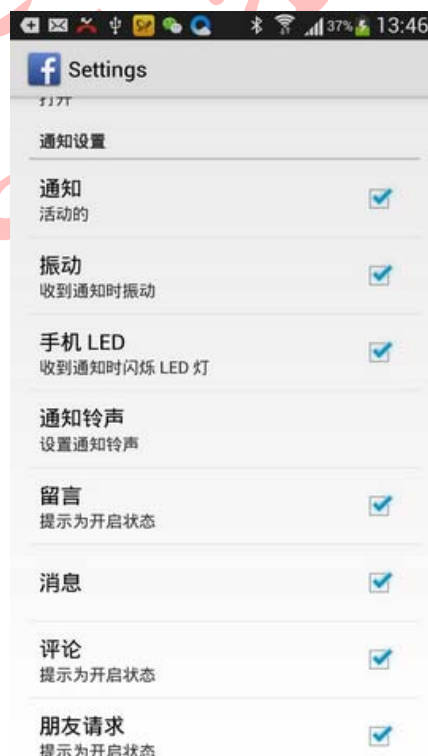 37% 13:46
Settings
打开
通知设置
通知
活动的
振动
收到通知时振动
手机 LED
收到通知时闪烁 LED 灯
通知铃声
设置通知铃声
留言
提示为开启状态
消息
评论
提示为开启状态
朋友请求
提示为开启状态